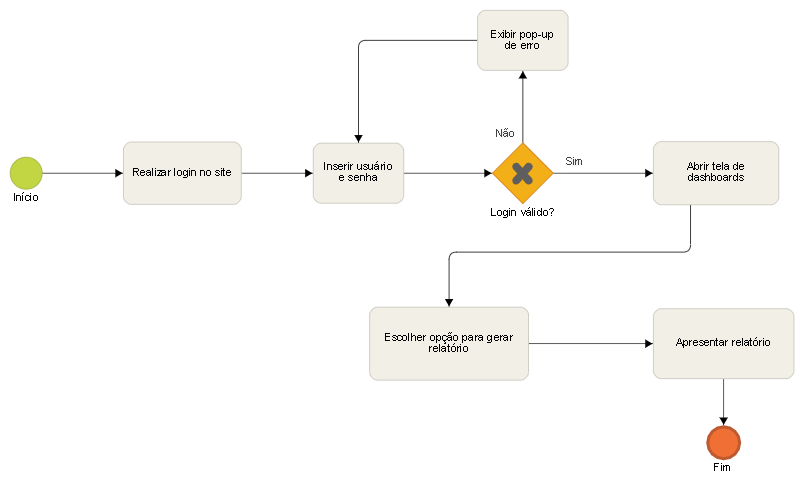 Exibir pop-up
de erro
Não
Início
Realizar login no site
Inserir usuário
e senha
Login válido?
Sim
Abrir tela de
dashboards
Escolher opção para gerar
relatório
Apresentar relatório
Fim